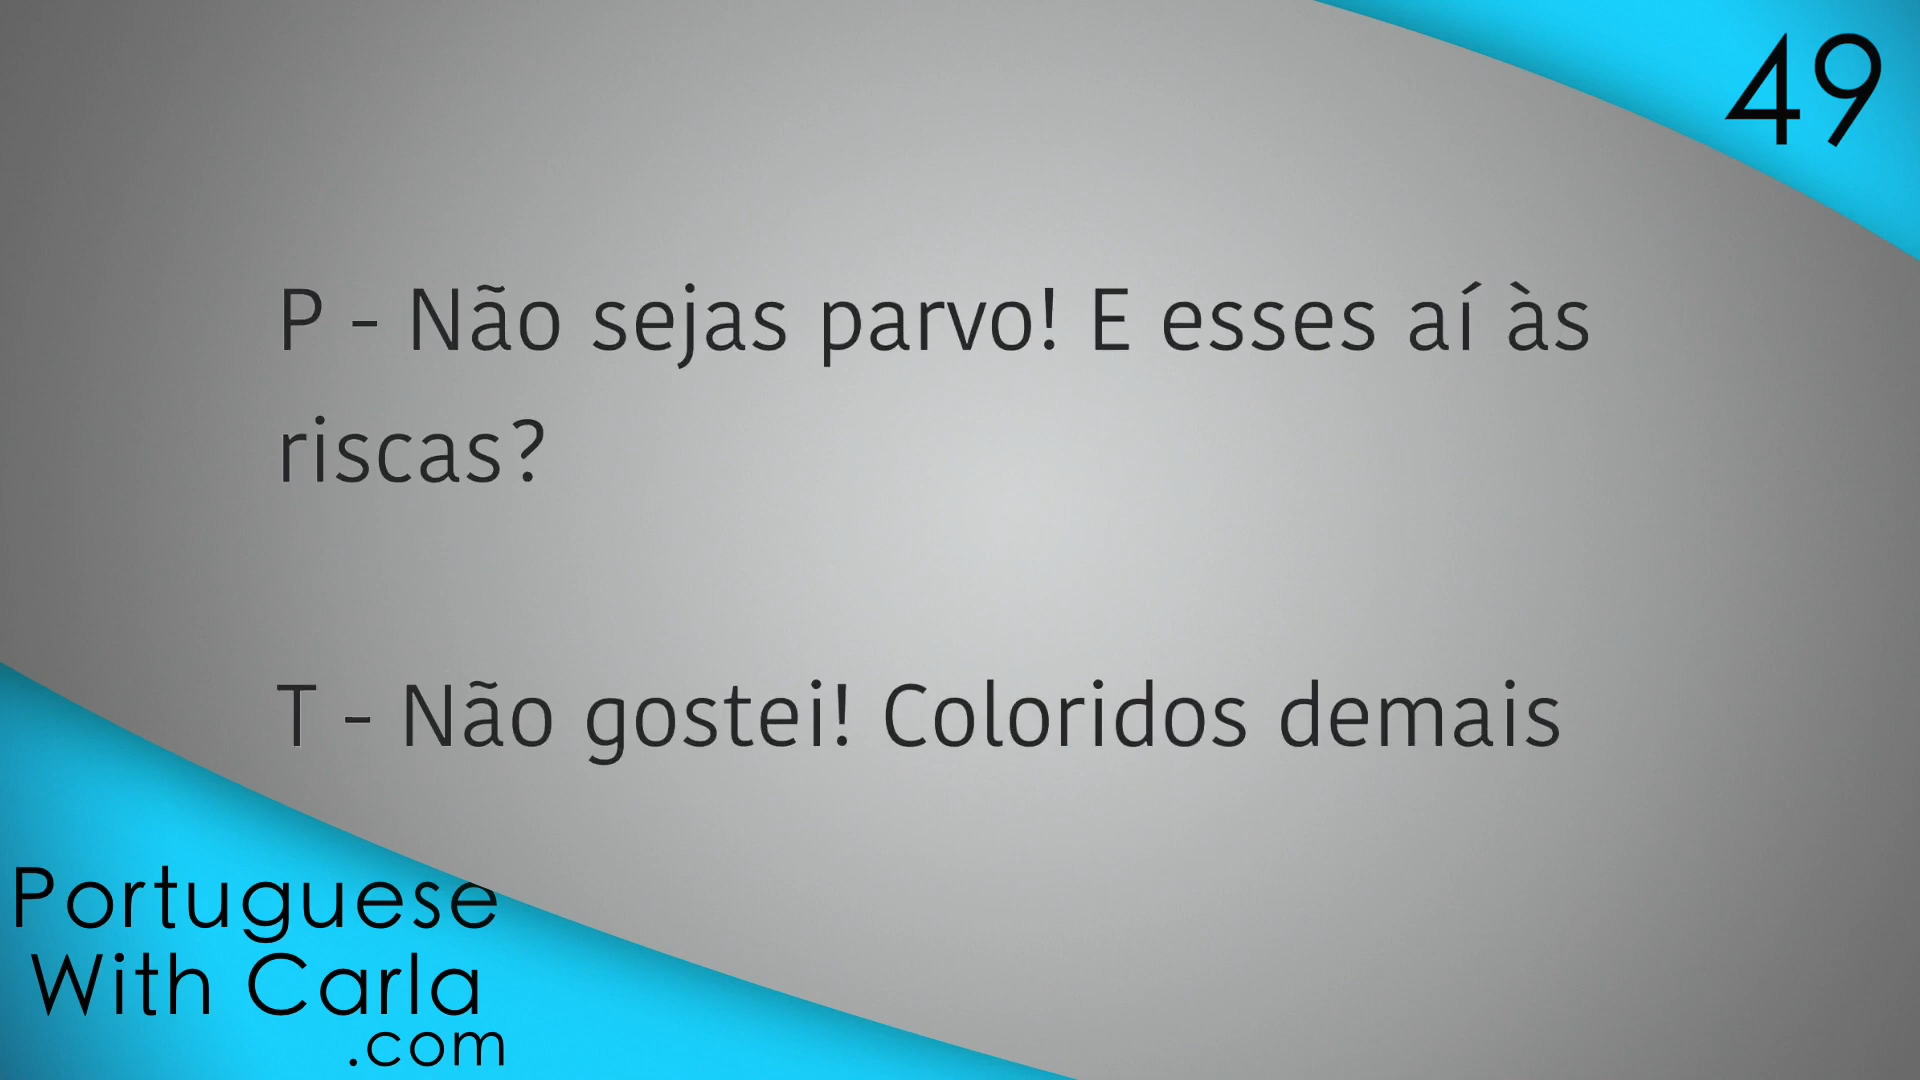 49
P - Não sejas parvo! E esses aí às
riscas?
T - Não gostei! Coloridos demais
Portuguese
With Carla
.com